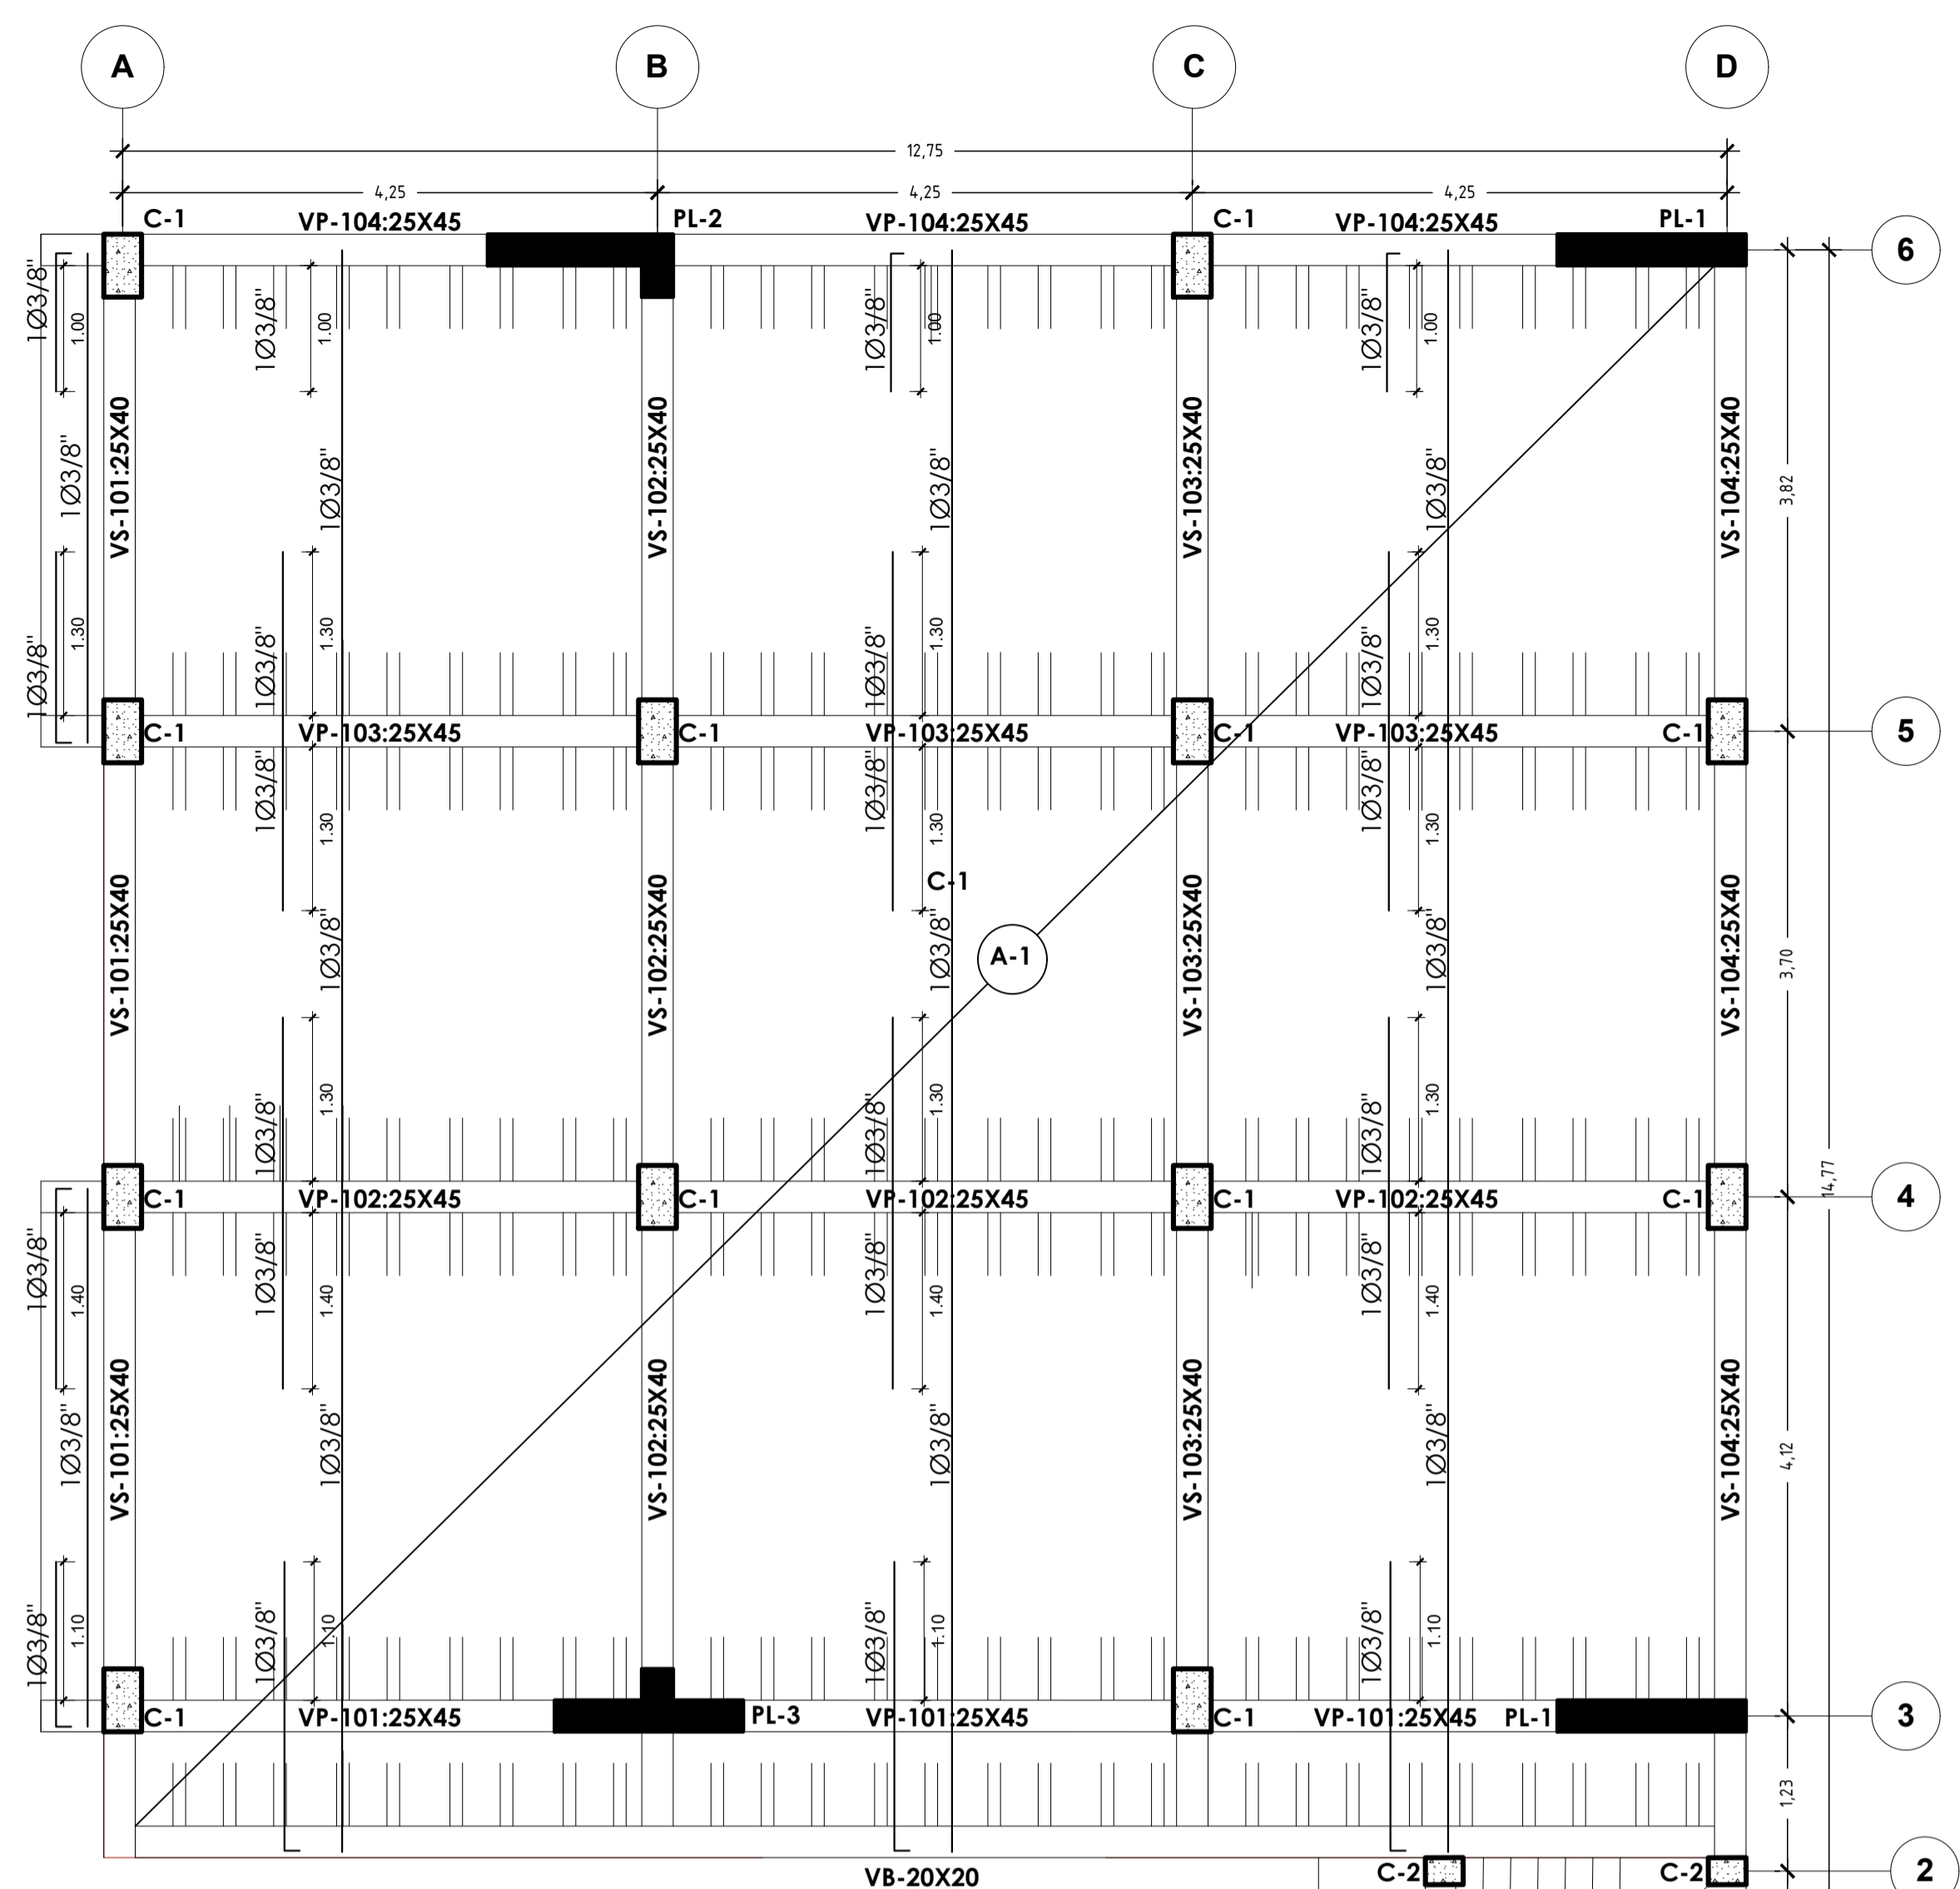 A B C D
12,75
4,25 4,25 4,25
C-1 VP-104:25X45 PL-2 VP-104:25X45 C-1 VP-104:25X45 PL-1
6
1Ø3/8" 1.00 1Ø3/8" 1.00 1Ø3/8" 1.00 1Ø3/8" 1.00
1Ø3/8" VS-101:25X40 1Ø3/8" VS-102:25X40 1Ø3/8" VS-103:25X40 1Ø3/8" VS-104:25X40 3,82
1Ø3/8" 1.30 1Ø3/8" 1.30 1Ø3/8" 1.30 1Ø3/8" 1.30
C-1 VP-103:25X45 C-1 VP-103:25X45 C-1 VP-103:25X45 C-1 5
1Ø3/8" 1.30 1Ø3/8" 1.30 1Ø3/8" 1.30
C-1
VS-101:25X40 1Ø3/8" VS-102:25X40 1Ø3/8" A-1 VS-103:25X40 1Ø3/8" VS-104:25X40 3,70
1Ø3/8" 1.30 1Ø3/8" 1.30 1Ø3/8" 1.30
14,77
C-1 VP-102:25X45 C-1 VP-102:25X45 C-1 VP-102:25X45 C-1 4
1Ø3/8" 1.40 1Ø3/8" 1.40 1Ø3/8" 1.40 1Ø3/8" 1.40
1Ø3/8" VS-101:25X40 1Ø3/8" VS-102:25X40 1Ø3/8" VS-103:25X40 1Ø3/8" VS-104:25X40 4,12
1Ø3/8" 1.10 1Ø3/8" 1.10 1Ø3/8" 1.10 1Ø3/8" 1.10
C-1 VP-101:25X45 PL-3 VP-101:25X45 C-1 VP-101:25X45 PL-1 3
1,23
VB-20X20 C-2 C-2 2